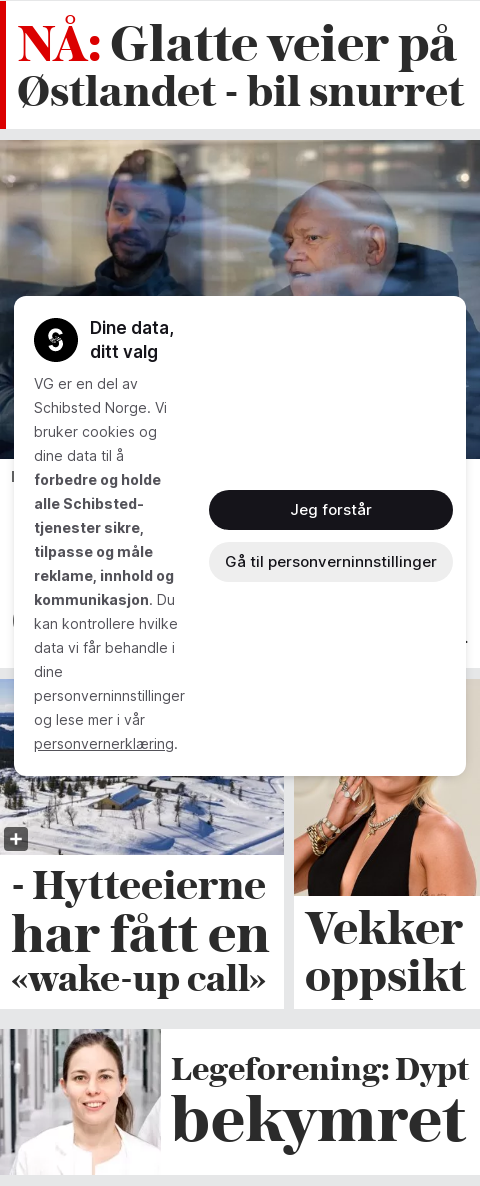 NÅ: Glatte veier på
Østlandet - bil snurret
Dine data,
ditt valg
VG er en del av
Schibsted Norge. Vi
bruker cookies og
dine data til å
forbedre og holde
alle Schibsted-
tjenester sikre,
tilpasse og måle
reklame, innhold og
kommunikasjon. Du
kan kontrollere hvilke
data vi får behandle i
dine
personverninnstillinger
og lese mer i vår
personvernerklæring.
Jeg forstår
Gå til personverninnstillinger
- Hytteeierne
har fått en
«wake-up call»
Vekker
oppsikt
Legeforening: Dypt
bekymret